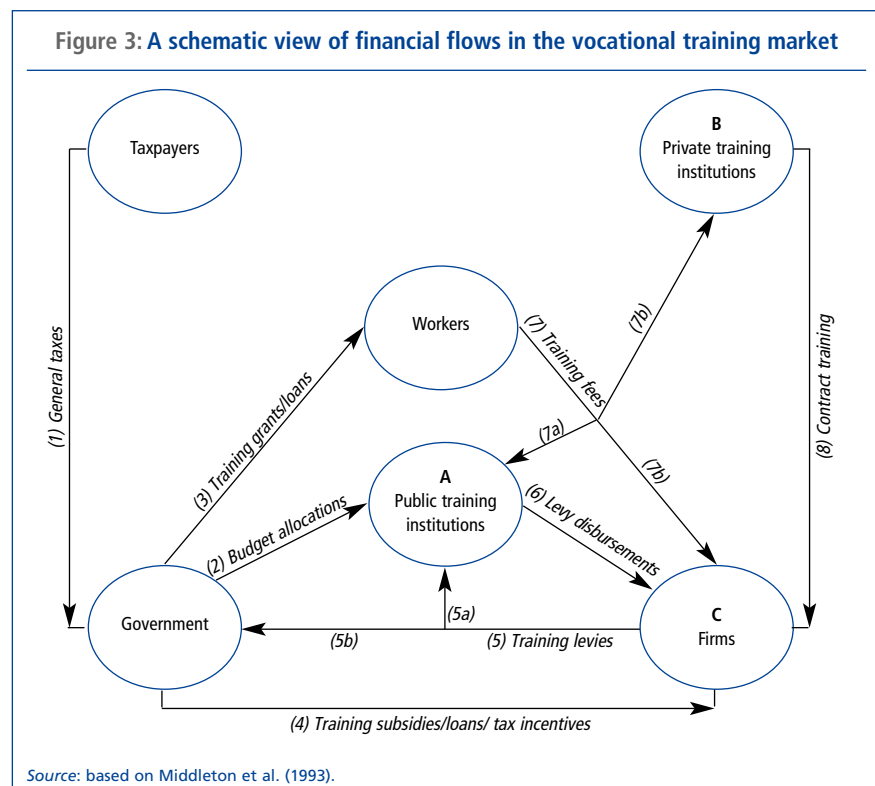 Figure 3: A schematic view of financial flows in the vocational training market
Taxpayers
B
Private training
institutions
Workers
(1) General taxes
(3) Training grants/loans
(7) Training fees
(7b)
(8) Contract training
(7a)
(7b)
A
Public training
institutions
(2) Budget allocations
(6) Levy disbursements
Government
(5a)
(5b)
(5) Training levies
C
Firms
(4) Training subsidies/loans/ tax incentives
Source: based on Middleton et al. (1993).